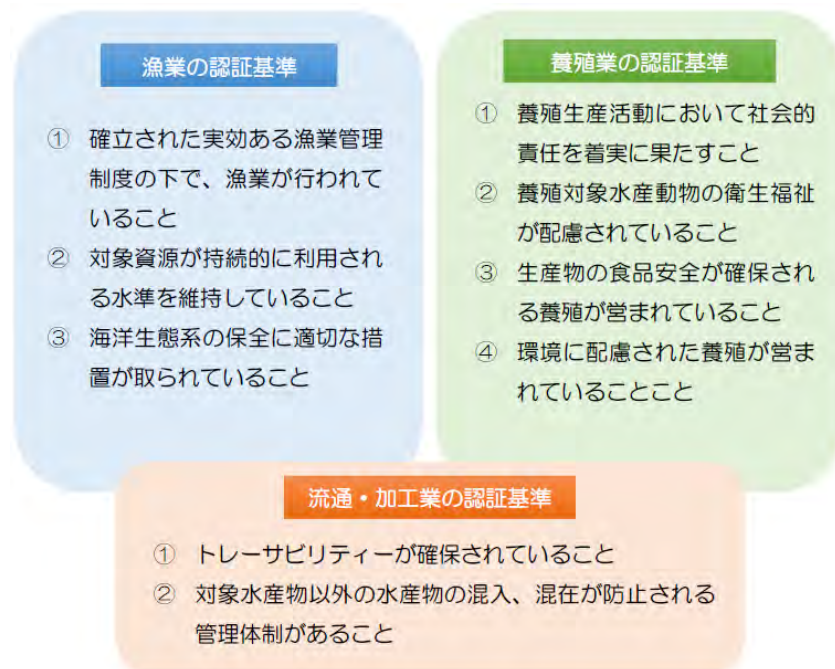 漁業の認証基準
① 確立された実効ある漁業管理
制度の下で、漁業が行われて
いること
② 対象資源が持続的に利用され
る水準を維持していること
③ 海洋生態系の保全に適切な措
置が取られていること
養殖業の認証基準
① 養殖生産活動において社会的
責任を着実に果たすこと
② 養殖対象水産動物の衛生福祉
が配慮されていること
③ 生産物の食品安全が確保され
る養殖が営まれていること
④ 環境に配慮された養殖が営ま
れていることこと
流通・加工業の認証基準
① トレーサビリティーが確保されていること
② 対象水産物以外の水産物の混入、混在が防止される
管理体制があること